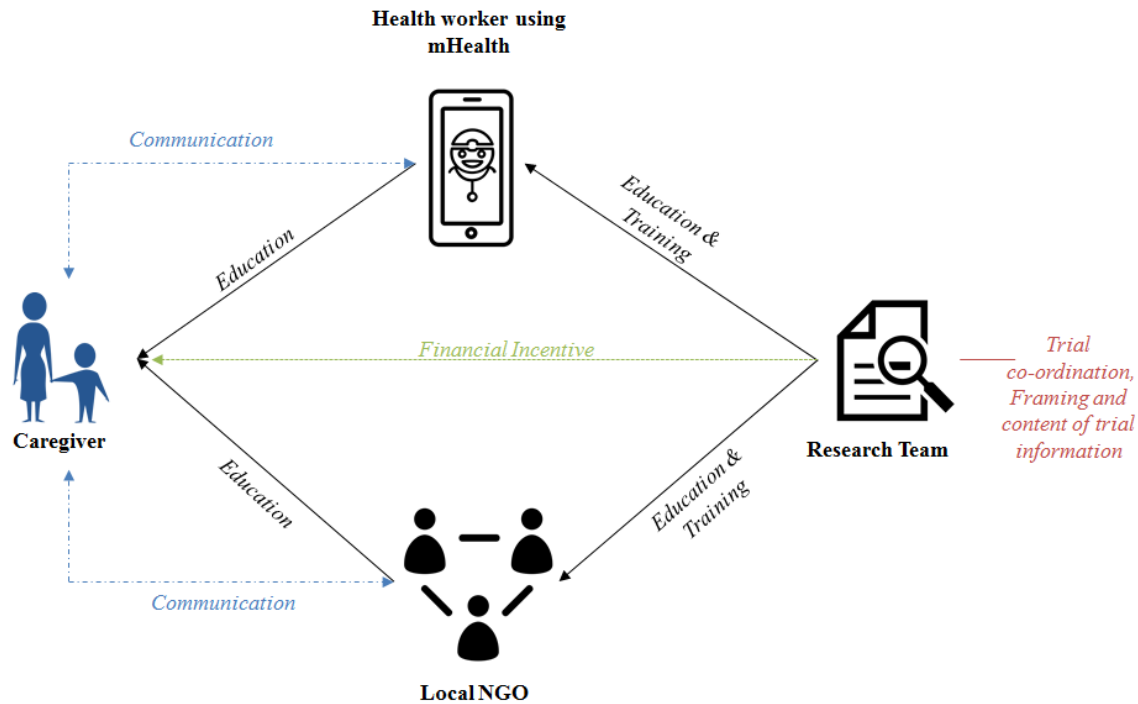 Health worker using
mHealth
Communication
Education &
Training
Education
Financial Incentive
Trial
co-ordination,
Framing and
content of trial
information
Caregiver
Research Team
Education
Education &
Training
Communication
Local NGO